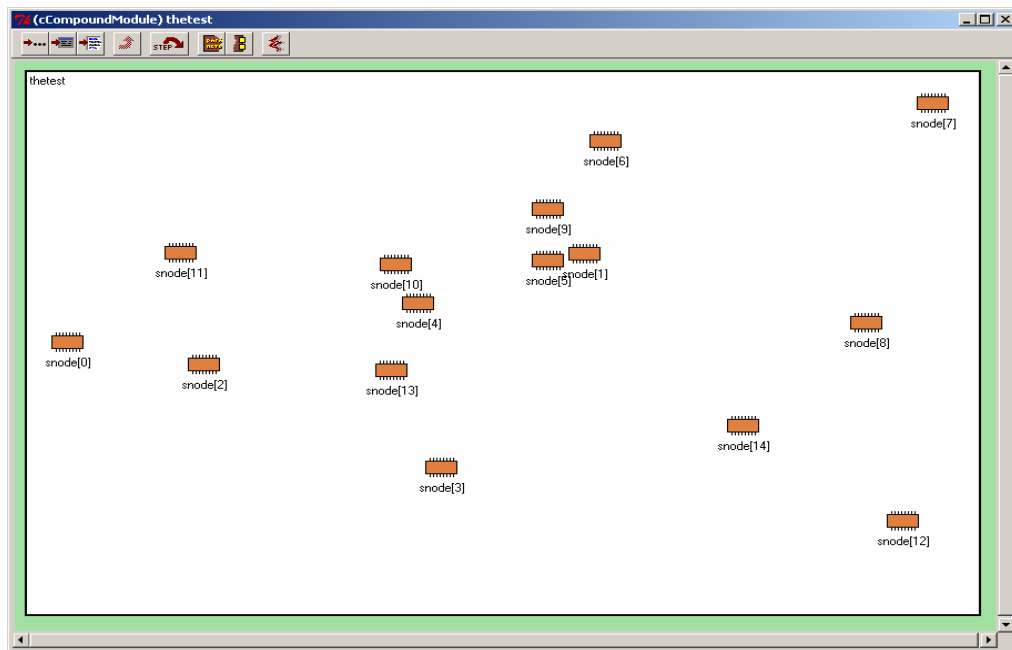 (cCompoundModule) thetest
STEP
thetest
snode[7]
snode[6]
snode[9]
snode[11]
snode[10]
snode[5]
snode[1]
snode[4]
snode[8]
snode[0]
snode[2]
snode[13]
snode[14]
snode[3]
snode[12]